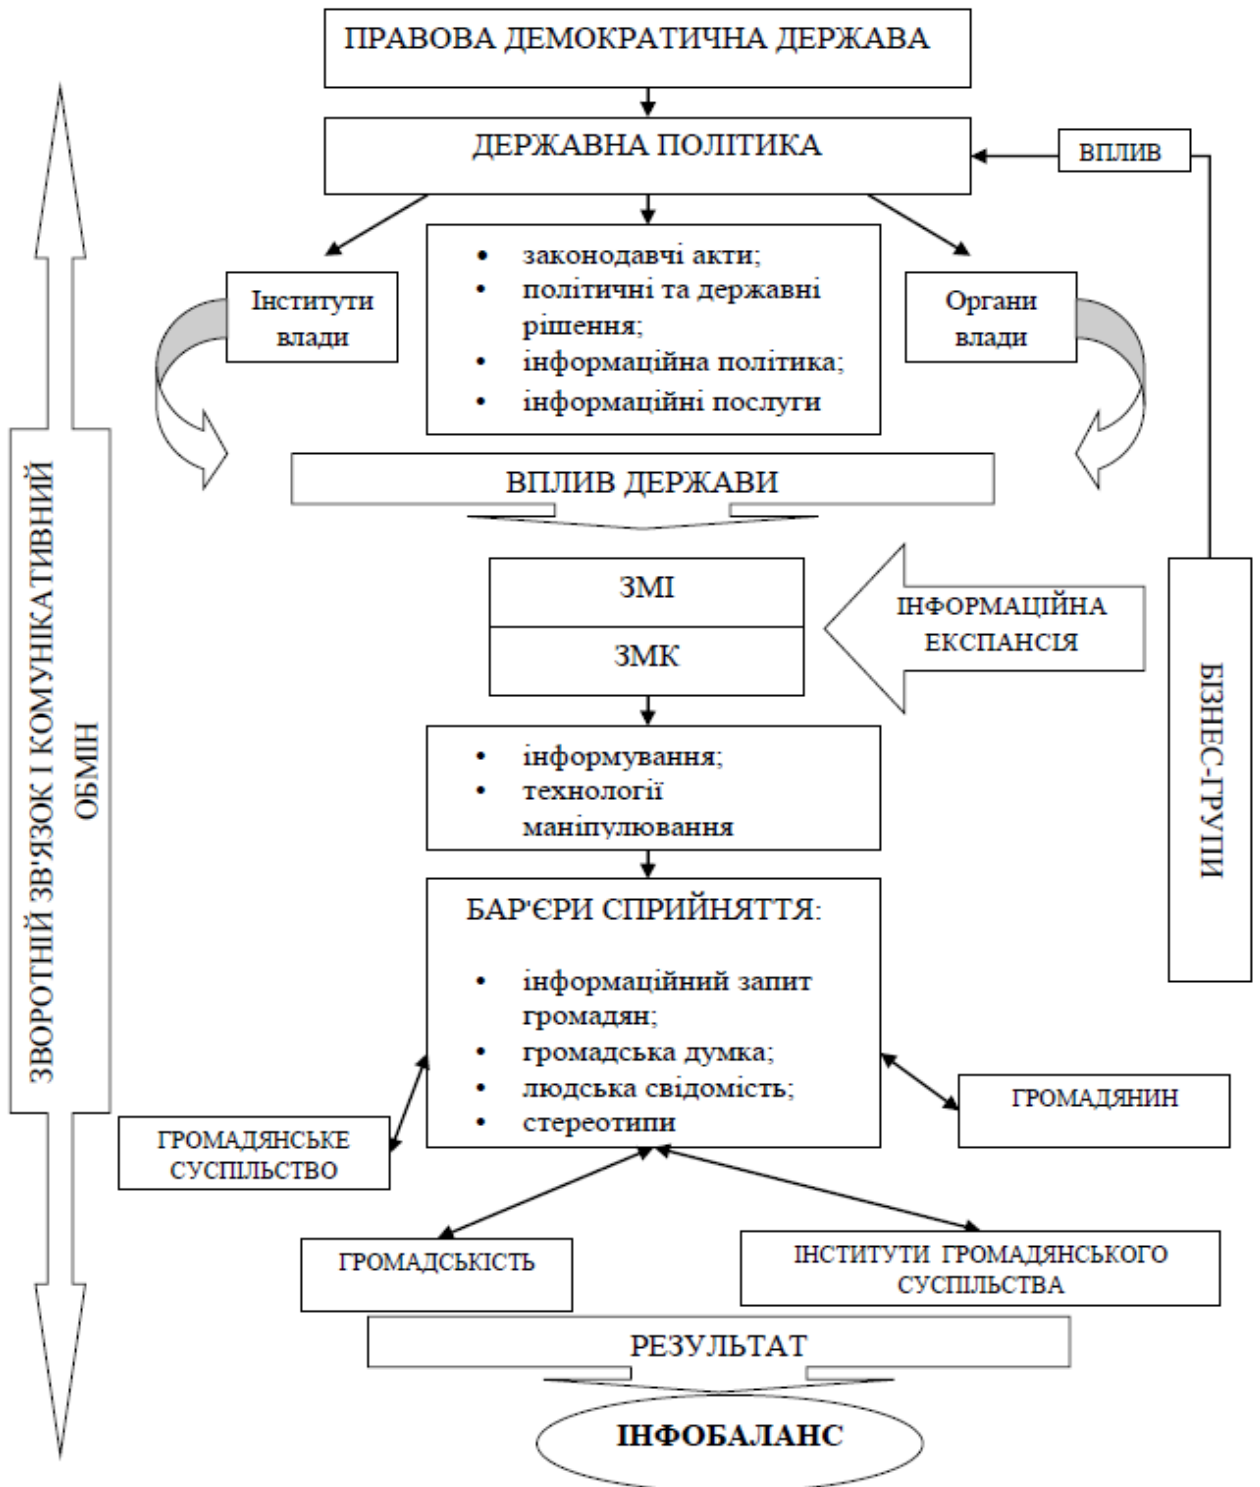 ПРАВОВА ДЕМОКРАТИЧНА ДЕРЖАВА
ДЕРЖАВНА ПОЛІТИКА
ВПЛИВ
• законодавчі акти;
• політичні та державні
рішення;
• інформаційна політика;
• інформаційні послуги
Інститути
влади
Органи
влади
ВПЛИВ ДЕРЖАВИ
ЗМІ
ЗМК
ІНФОРМАЦІЙНА
ЕКСПАНСІЯ
БІЗНЕС-ГРУПИ
ЗВОРОТНІЙ ЗВ'ЯЗОК І КОМУНІКАТИВНИЙ
ОБМІН
• інформування;
• технології
маніпулювання
БАР'ЄРИ СПРИЙНЯТТЯ:
• інформаційний запит
громадян;
• громадська думка;
• людська свідомість;
• стереотипи
ГРОМАДЯНИН
ГРОМАДЯНСЬКЕ
СУСПІЛЬСТВО
ГРОМАДСЬКІСТЬ
ІНСТИТУТИ ГРОМАДЯНСЬКОГО
СУСПІЛЬСТВА
РЕЗУЛЬТАТ
ІНФОБАЛАНС